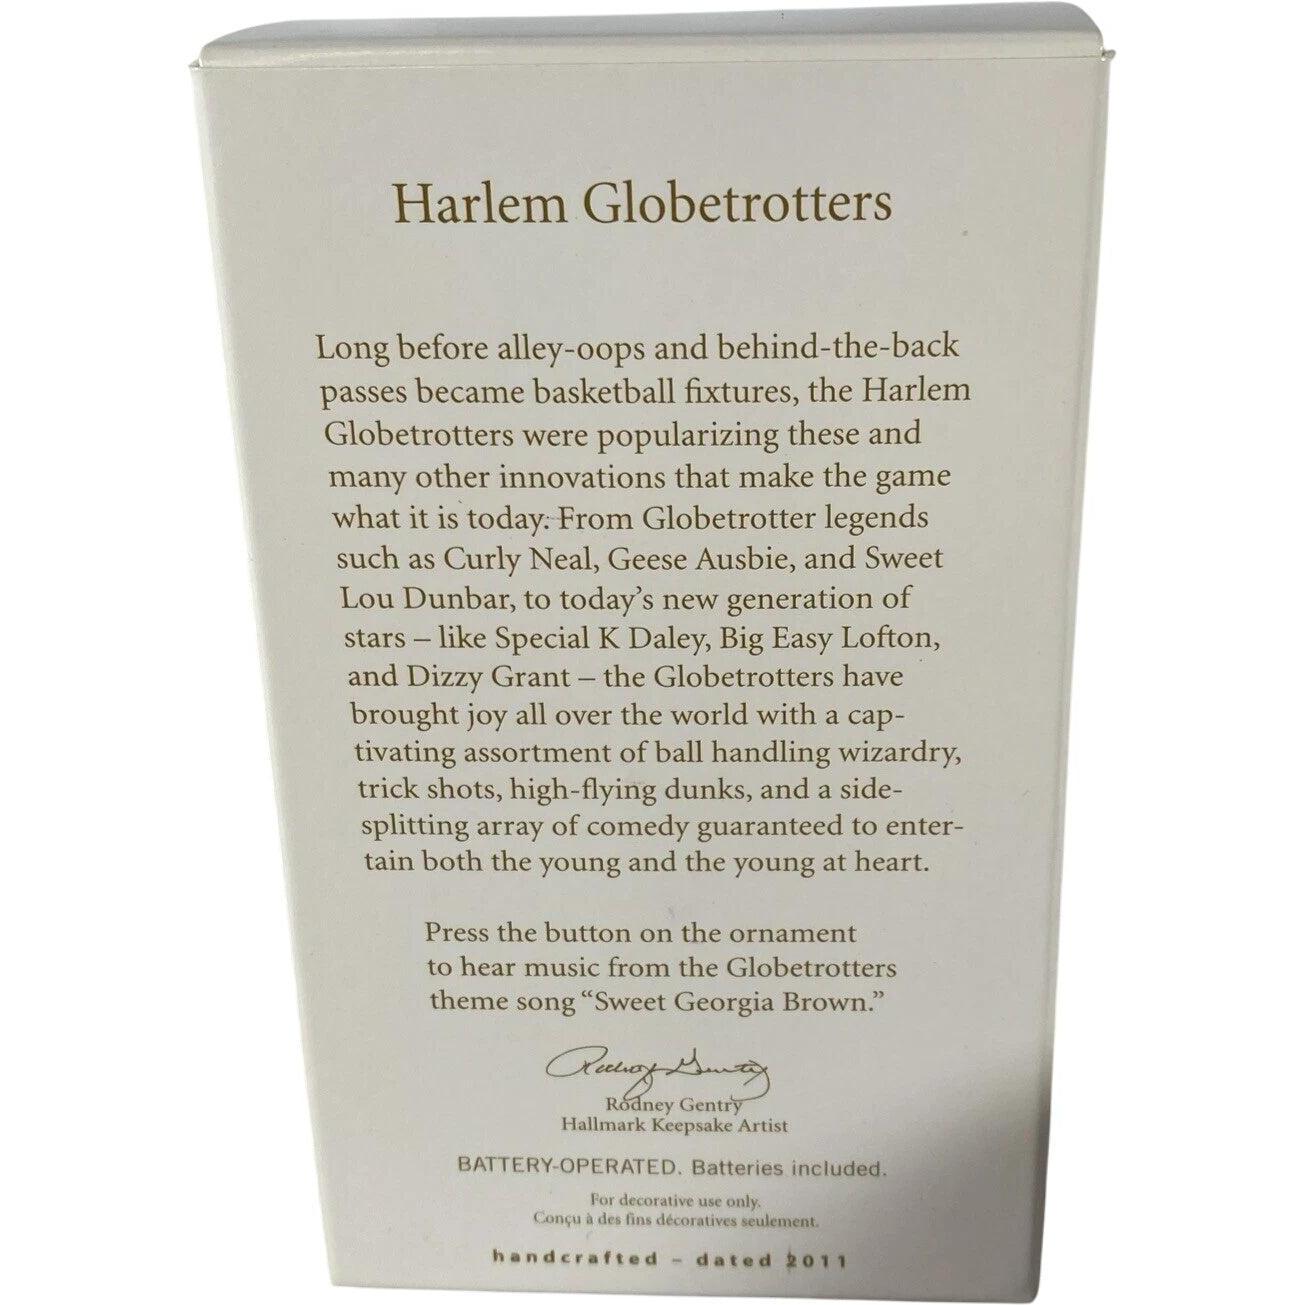 Harlem Globetrotters
Long before alley-oops and behind-the-back
passes became basketball fixtures, the Harlem
Globetrotters were popularizing these and
many other innovations that make the game
what it is today. From Globetrotter legends
such as Curly Neal, Geese Ausbie, and Sweet
Lou Dunbar, to today's new generation of
stars – like Special K Daley, Big Easy Lofton,
and Dizzy Grant – the Globetrotters have
brought joy all over the world with a cap-
tivating assortment of ball handling wizardry,
trick shots, high-flying dunks, and a side-
splitting array of comedy guaranteed to enter-
tain both the young and the young at heart.
Press the button on the ornament
to hear music from the Globetrotters
theme song “Sweet Georgia Brown.”
Rodney Gentry
Rodney Gentry
Hallmark Keepsake Artist
BATTERY-OPERATED. Batteries included.
For decorative use only.
Conçu à des fins décoratives seulement.
handcrafted – dated 2011